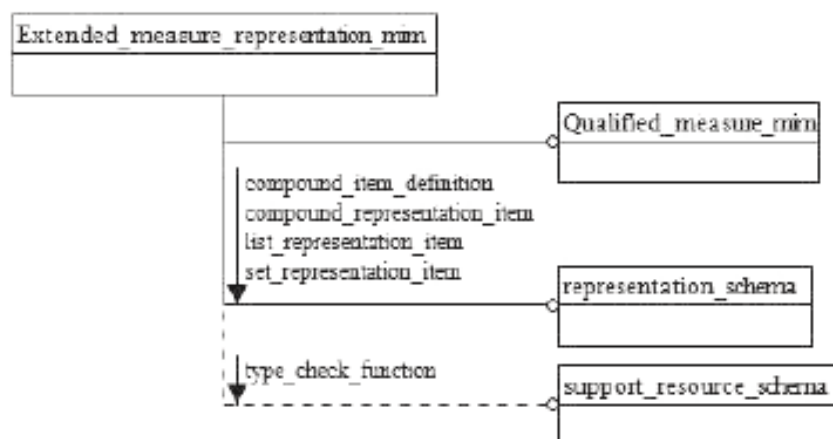 Extended_measure_representation_mim
Qualified_measure_mim
compound_item_definition
compound_representation_item
list_representation_item
set_representation_item
representation_schema
type_check_function
support_resource_schema